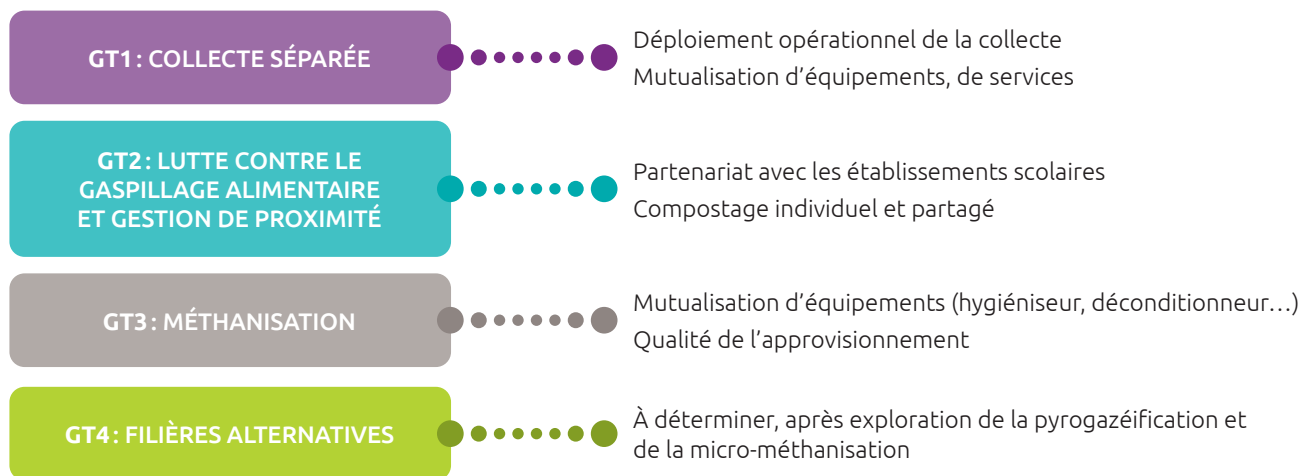 GT1 : COLLECTE SÉPARÉE
Déploiement opérationnel de la collecte
Mutualisation d’équipements, de services
GT2 : LUTTE CONTRE LE
GASPILLAGE ALIMENTAIRE
ET GESTION DE PROXIMITÉ
Partenariat avec les établissements scolaires
Compostage individuel et partagé
GT3 : MÉTHANISATION
Mutualisation d’équipements (hygiéniseur, déconditionneur…)
Qualité de l’approvisionnement
GT4 : FILIÈRES ALTERNATIVES
À déterminer, après exploration de la pyrogazéification et
de la micro-méthanisation